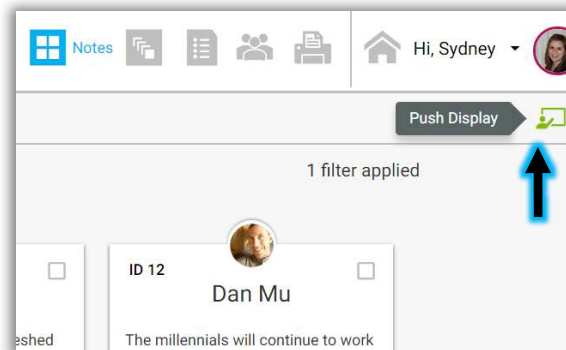 Notes
Hi, Sydney
Push Display
1 filter applied
ID 12
Dan Mu
eshed
The millennials will continue to work